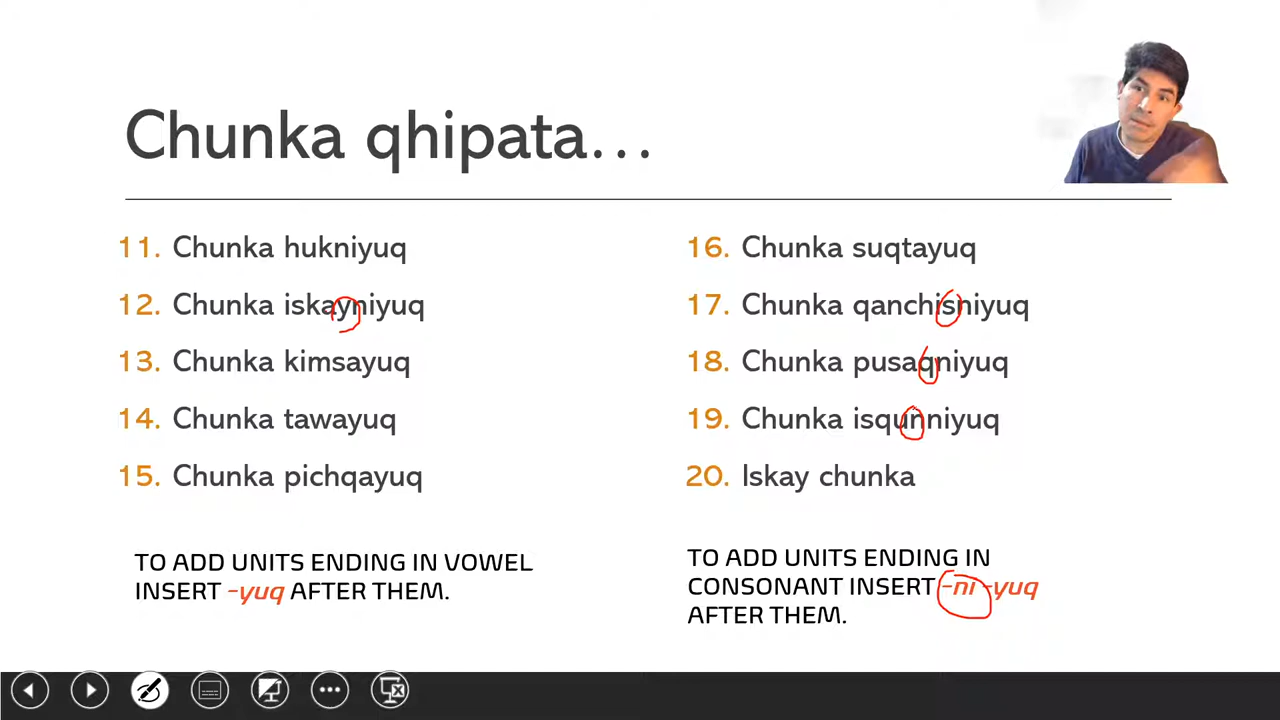 Chunka qhipata...
11. Chunka hukniyuq
12. Chunka iskayniyuq
13. Chunka kimsayuq
14. Chunka tawayuq
15. Chunka pichqayuq
TO ADD UNITS ENDING IN VOWEL
INSERT -yuq AFTER THEM.
16. Chunka suqtayuq
17. Chunka qanchisniyuq
18. Chunka pusaqniyuq
19. Chunka isqunniyuq
20. Iskay chunka
TO ADD UNITS ENDING IN
CONSONANT INSERT -ni -yuq
AFTER THEM.